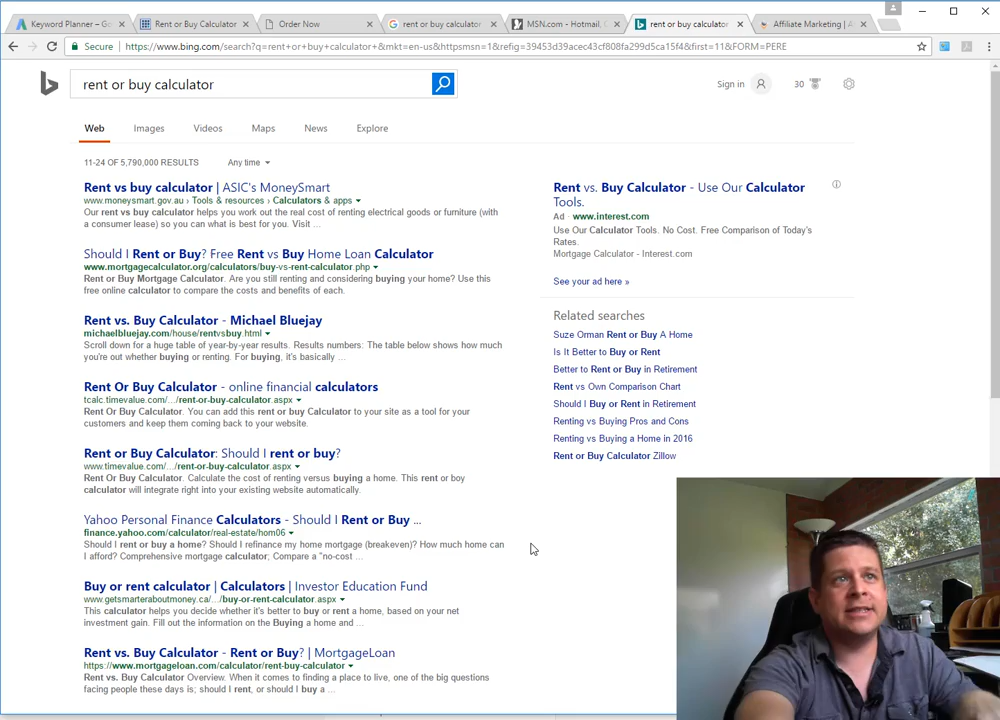 Keyword Planner – Go
Rent or Buy Calculator
Order Now
rent or buy calculator
MSN.com - Hotmail, O
rent or buy calculator
Affiliate Marketing | A
Secure
https://www.bing.com/search?q=rent+or+buy+calculator+&mkt=en-us&httpsmsn=1&refig=39453d39acec43cf808fa299d5ca15f4&first=11&FORM=PERE
rent or buy calculator
Sign in
30
Web
Images
Videos
Maps
News
Explore
11-24 OF 5,790,000 RESULTS
Any time
Rent vs buy calculator | ASIC's MoneySmart
www.moneysmart.gov.au › Tools & resources › Calculators & apps
Our rent vs buy calculator helps you work out the real cost of renting electrical goods or furniture (with
a consumer lease) so you can what is best for you. Visit ...
Should I Rent or Buy? Free Rent vs Buy Home Loan Calculator
www.mortgagecalculator.org/calculators/buy-vs-rent-calculator.php
Rent or Buy Mortgage Calculator. Are you still renting and considering buying your home? Use this
free online calculator to compare the costs and benefits of each.
Rent vs. Buy Calculator - Michael Bluejay
michaelbluejay.com/house/rentvsbuy.html
Scroll down for a huge table of year-by-year results. Results numbers: The table below shows how much
you're out whether buying or renting. For buying, it's basically ...
Rent Or Buy Calculator - online financial calculators
tcalc.timevalue.com/.../rent-or-buy-calculator.aspx
Rent Or Buy Calculator. You can add this rent or buy Calculator to your site as a tool for your
customers and keep them coming back to your website.
Rent or Buy Calculator: Should I rent or buy?
www.timevalue.com/.../rent-or-buy-calculator.aspx
Rent Or Buy Calculator. Calculate the cost of renting versus buying a home. This rent or boy
calculator will integrate right into your existing website automatically.
Yahoo Personal Finance Calculators - Should I Rent or Buy ...
finance.yahoo.com/calculator/real-estate/hom06
Should I rent or buy a home? Should I refinance my home mortgage (breakeven)? How much home can
I afford? Comprehensive mortgage calculator; Compare a "no-cost ...
Buy or rent calculator | Calculators | Investor Education Fund
www.getsmarteraboutmoney.ca/.../buy-or-rent-calculator.aspx
This calculator helps you decide whether it's better to buy or rent a home, based on your net
investment gain. Fill out the information on the Buying a home and ...
Rent vs. Buy Calculator - Rent or Buy? | MortgageLoan
https://www.mortgageloan.com/calculator/rent-buy-calculator
Rent vs. Buy Calculator Overview. When it comes to finding a place to live, one of the big questions
facing people these days is; should I rent, or should I buy a ...
Rent vs. Buy Calculator - Use Our Calculator
Tools.
Ad · www.interest.com
Use Our Calculator Tools. No Cost. Free Comparison of Today's
Rates.
Mortgage Calculator - Interest.com
See your ad here »
Related searches
Suze Orman Rent or Buy A Home
Is It Better to Buy or Rent
Better to Rent or Buy in Retirement
Rent vs Own Comparison Chart
Should I Buy or Rent in Retirement
Renting vs Buying Pros and Cons
Renting vs Buying a Home in 2016
Rent or Buy Calculator Zillow